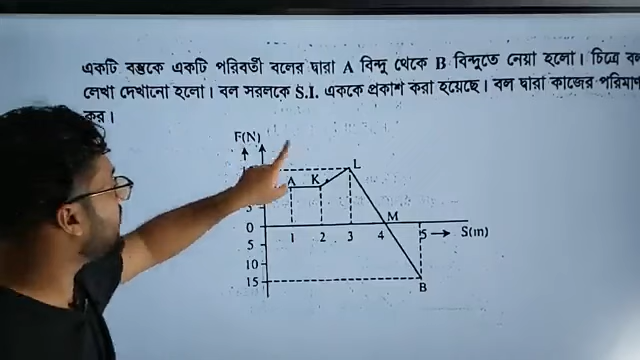 একটি বস্তুকে একটি পরিবর্তী বলের দ্বারা A বিন্দু থেকে B বিন্দুতে নেয়া হলো। চিত্রে
লেখা দেখানো হলো। বল সরলকে S.I. এককে প্রকাশ করা হয়েছে। বল দ্বারা কাজের পরিমাপ
কর।
F(N)
L
A K
5
0 M
1 2 3 4 5 S(m)
5
10
15
B